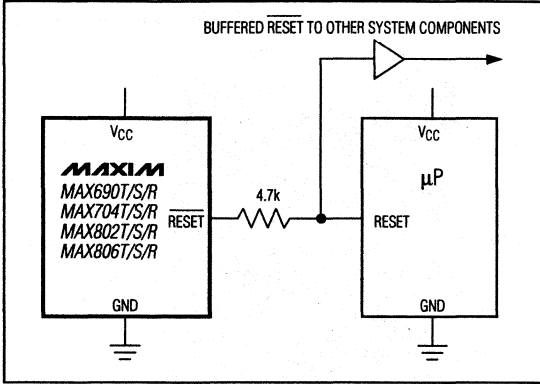 BUFFERED RESET TO OTHER SYSTEM COMPONENTS
VCC
MAXIM
MAX690T/S/R
MAX704T/S/R
MAX802T/S/R
MAX806T/S/R
RESET
GND
4.7k
VCC
µP
RESET
GND